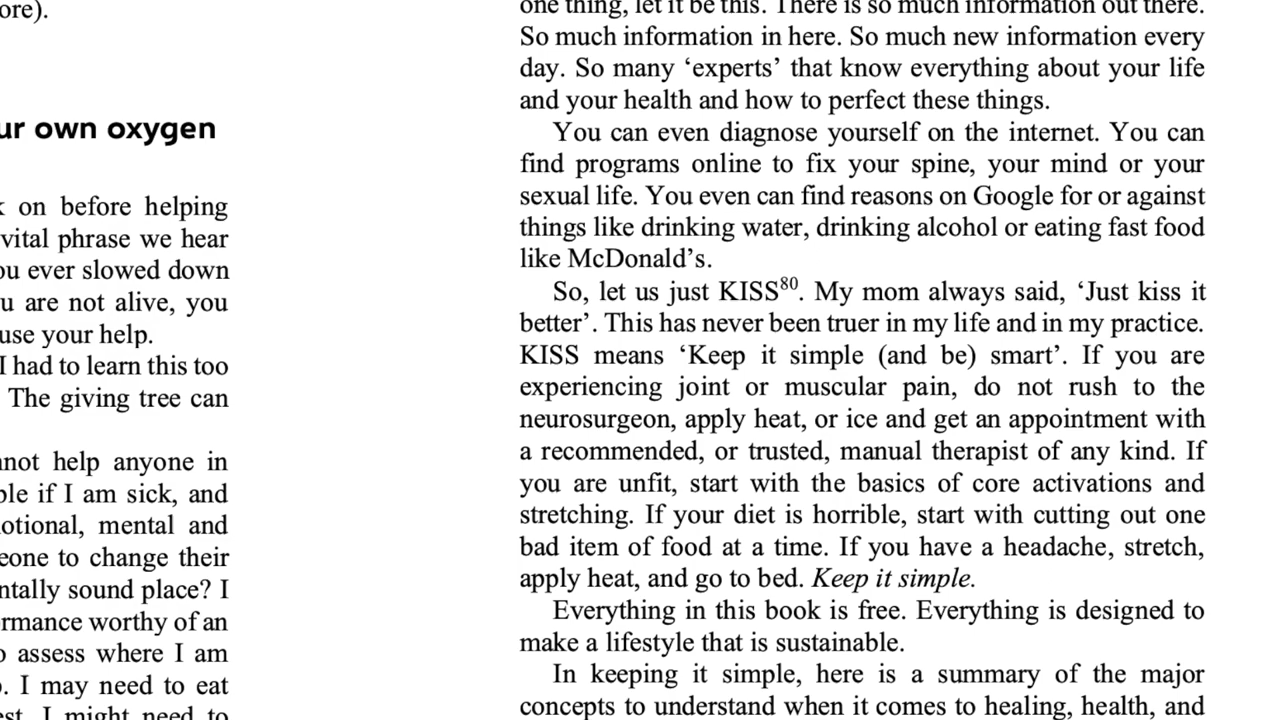 ore).
ur own oxygen
on before helping
vital phrase we hear
ou ever slowed down
u are not alive, you
use your help.
I had to learn this too
The giving tree can
nnot help anyone in
ble if I am sick, and
otional, mental and
eone to change their
ntally sound place? I
rmance worthy of an
o assess where I am
. I may need to eat
est. I might need to
one thing, let it be this. There is so much information out there.
So much information in here. So much new information every
day. So many ‘experts’ that know everything about your life
and your health and how to perfect these things.
You can even diagnose yourself on the internet. You can
find programs online to fix your spine, your mind or your
sexual life. You even can find reasons on Google for or against
things like drinking water, drinking alcohol or eating fast food
like McDonald’s.
So, let us just KISS⁸⁰. My mom always said, ‘Just kiss it
better’. This has never been truer in my life and in my practice.
KISS means ‘Keep it simple (and be) smart’. If you are
experiencing joint or muscular pain, do not rush to the
neurosurgeon, apply heat, or ice and get an appointment with
a recommended, or trusted, manual therapist of any kind. If
you are unfit, start with the basics of core activations and
stretching. If your diet is horrible, start with cutting out one
bad item of food at a time. If you have a headache, stretch,
apply heat, and go to bed. Keep it simple.
Everything in this book is free. Everything is designed to
make a lifestyle that is sustainable.
In keeping it simple, here is a summary of the major
concepts to understand when it comes to healing, health, and